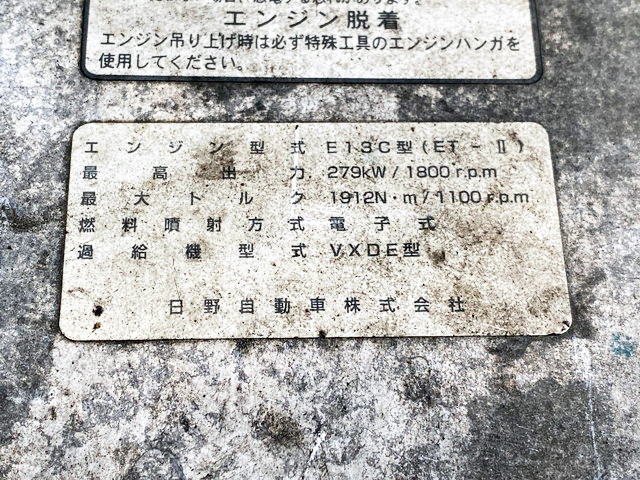 エンジン脱着
エンジン吊り上げ時は必ず特殊工具のエンジンハンガを
使用してください。
エンジン型式 E13C型(ET-Ⅱ)
最高出力 279kW/1800r.p.m
最大トルク 1912N・m/1100r.p.m
燃料噴射方式 電子式
過給機型式 VXDE型
日野自動車株式会社